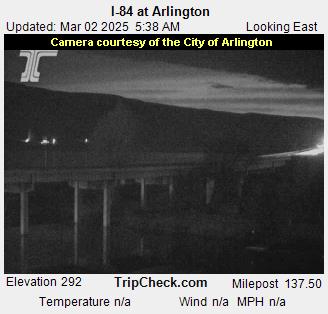 I-84 at Arlington
Updated: Mar 02 2025 5:38 AM Looking East
Camera courtesy of the City of Arlington
Elevation 292 TripCheck.com Milepost 137.50
Temperature n/a Wind n/a MPH n/a